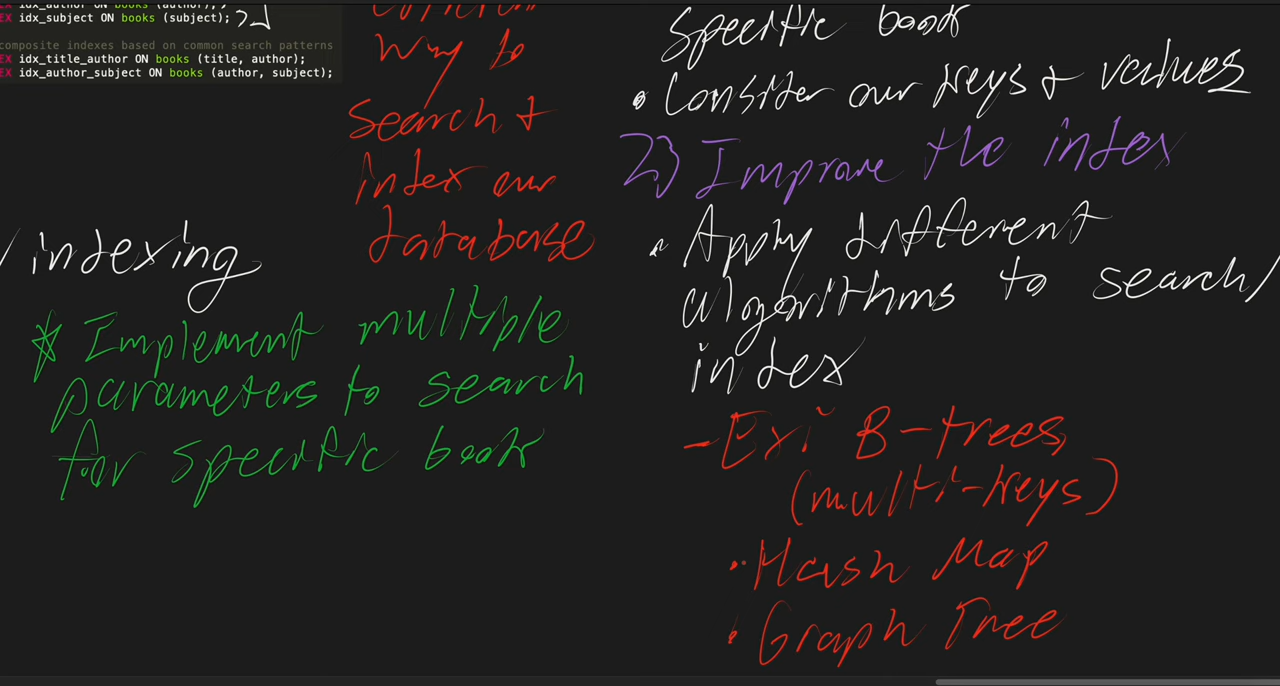 idx_subject ON books (subject);
composite indexes based on common search patterns
EX idx_title_author ON books (title, author);
EX idx_author_subject ON books (author, subject);
way to
search +
index our
database
/ indexing
* Implement multiple
parameters to search
for specific book
specific book
• Consider our keys + values
2) Improve the index
• Apply different
algorithms to search/
index
- Ex: B-trees,
(multi-keys)
• Hash Map
• Graph Tree